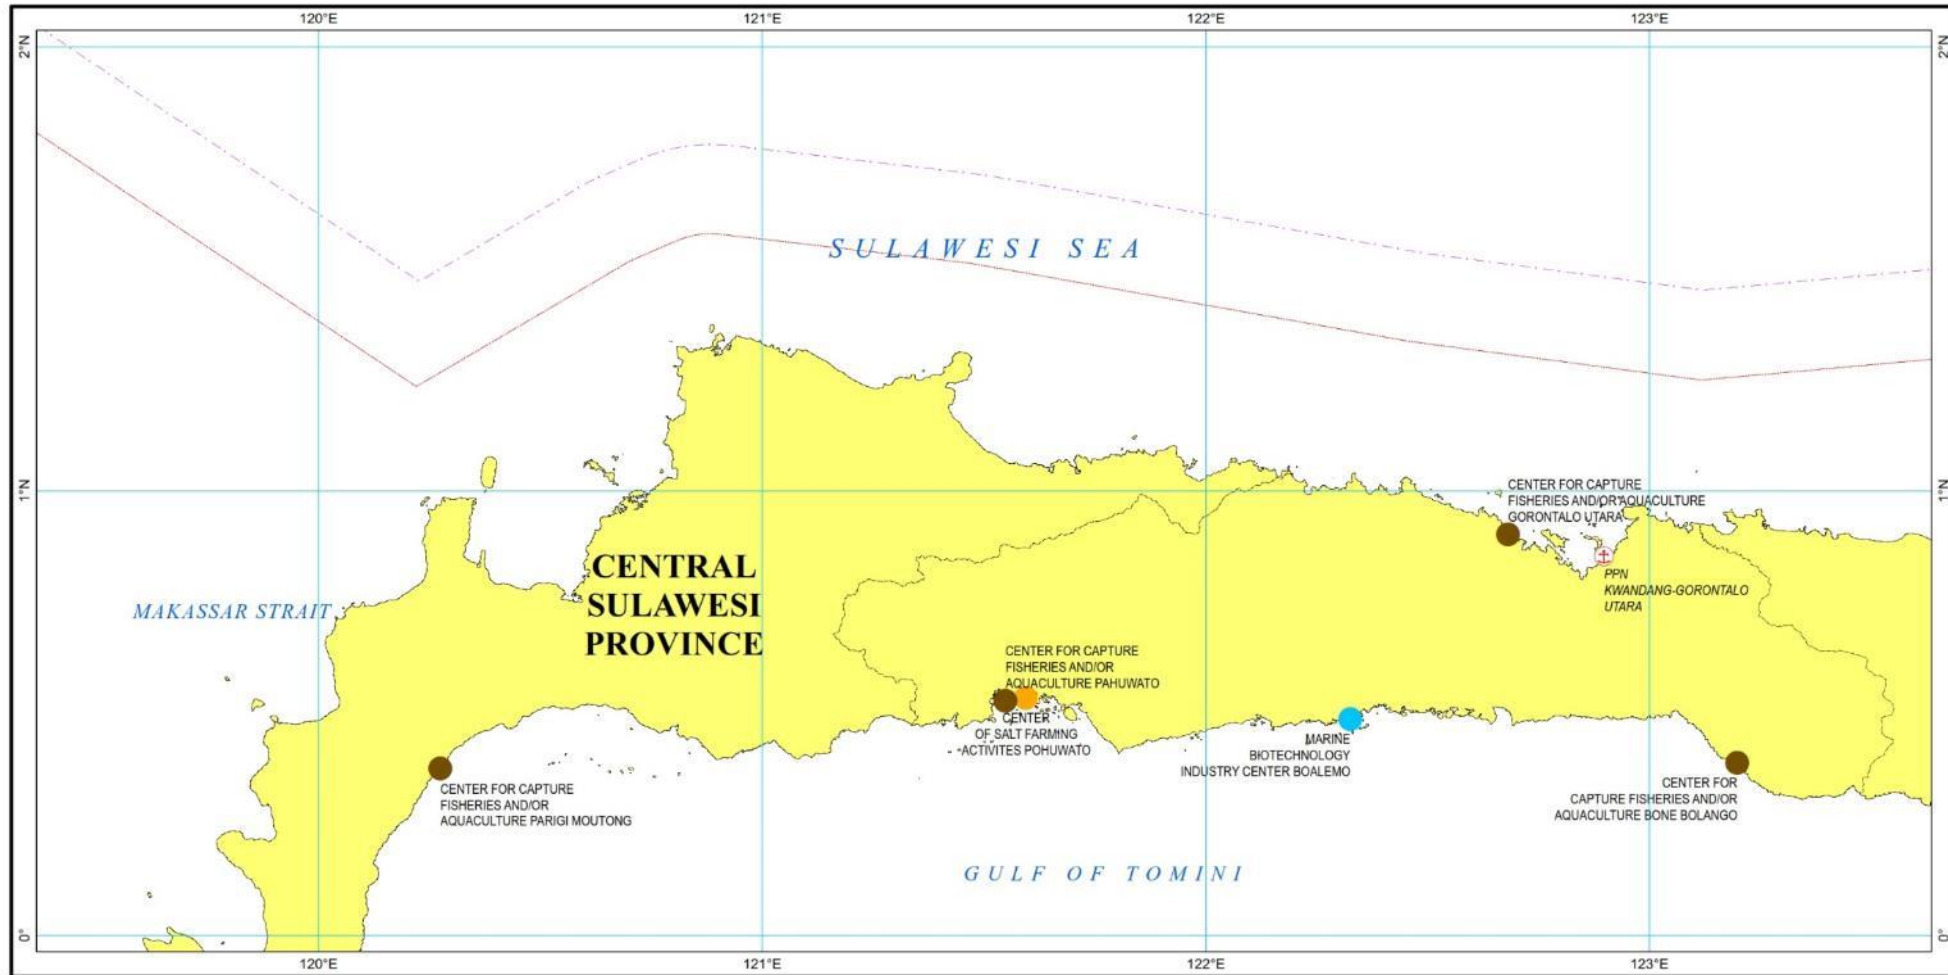 120°E
121°E
122°E
123°E
2°N
2°N
SULAWESI SEA
1°N
1°N
CENTER FOR CAPTURE
FISHERIES AND/OR AQUACULTURE
GORONTALO UTARA
CENTRAL
SULAWESI
PROVINCE
PPN
KWANDANG-GORONTALO
UTARA
MAKASSAR STRAIT
CENTER FOR CAPTURE
FISHERIES AND/OR
AQUACULTURE PAHUWATO
CENTER
OF SALT FARMING
ACTIVITES POHUWATO
MARINE
BIOTECHNOLOGY
INDUSTRY CENTER BOALEMO
CENTER FOR CAPTURE
FISHERIES AND/OR
AQUACULTURE PARIGI MOUTONG
CENTER FOR
CAPTURE FISHERIES AND/OR
AQUACULTURE BONE BOLANGO
GULF OF TOMINI
0°
0°
120°E
121°E
122°E
123°E